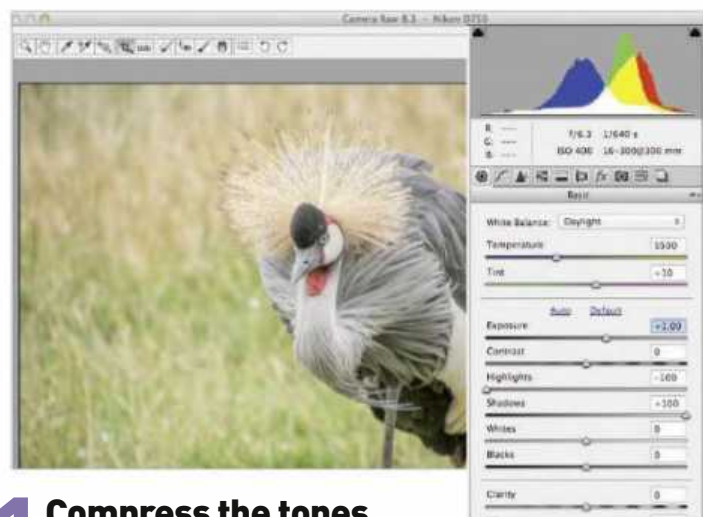 Camera Raw 8.3 - Nikon D750
R: ---
G: ---
B: ---
f/6.3 1/640 s
ISO 400 16-300@300 mm
Basic
White Balance: Daylight
Temperature 5500
Tint +10
Auto Default
Exposure +1.00
Contrast 0
Highlights -100
Shadows +100
Whites 0
Blacks 0
Clarity 0
1 Compress the tones